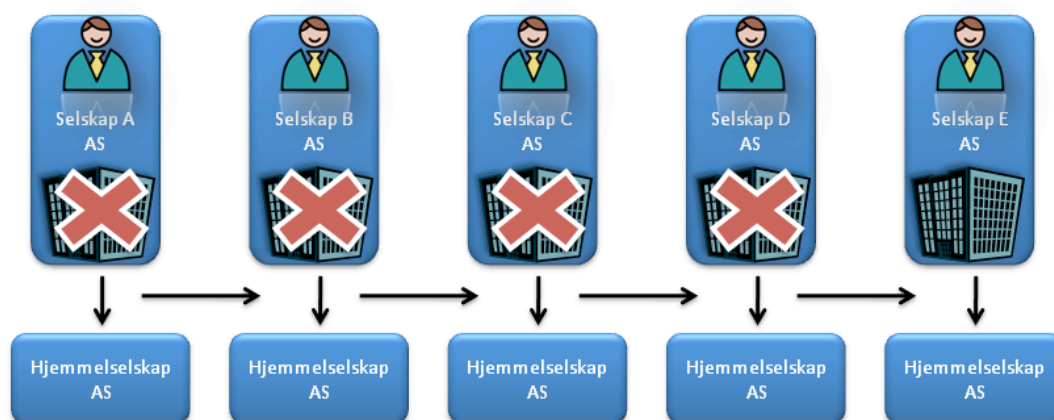 Selskap A
AS
Selskap B
AS
Selskap C
AS
Selskap D
AS
Selskap E
AS
Hjemmelselskap
AS
Hjemmelselskap
AS
Hjemmelselskap
AS
Hjemmelselskap
AS
Hjemmelselskap
AS